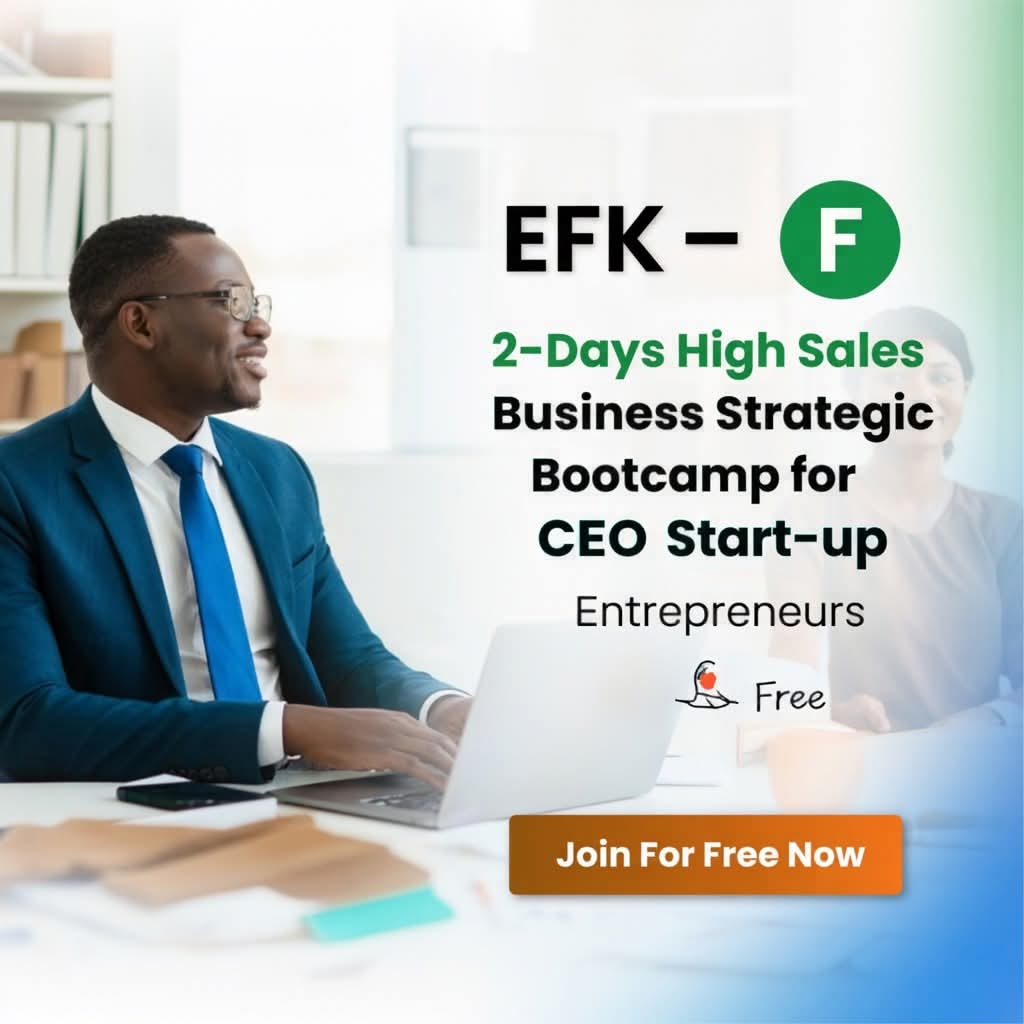 EFK – F
2-Days High Sales
Business Strategic
Bootcamp for
CEO Start-up
Entrepreneurs
Free
Join For Free Now